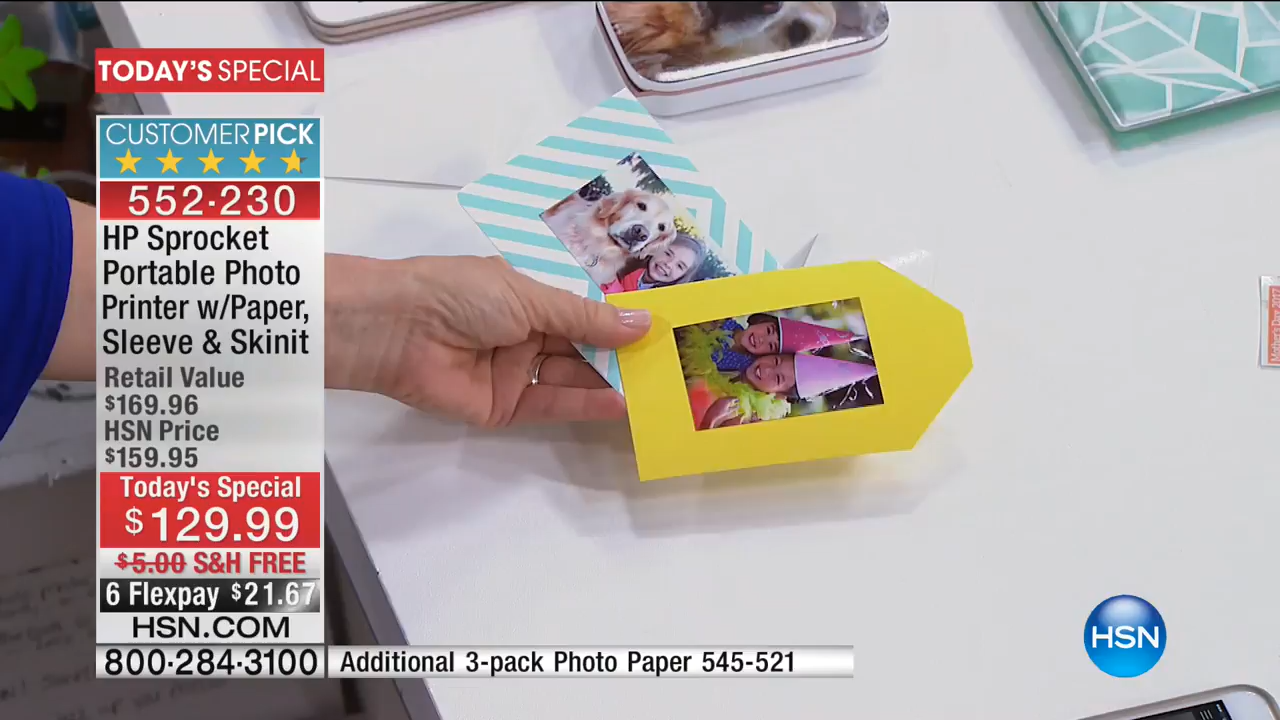 TODAY'S SPECIAL
CUSTOMER PICK
552·230
HP Sprocket
Portable Photo
Printer w/Paper,
Sleeve & Skinit
Retail Value
$169.96
HSN Price
$159.95
Today's Special
$129.99
$5.00 S&H FREE
6 Flexpay $21.67
HSN.COM
800·284·3100
Additional 3-pack Photo Paper 545-521
HSN